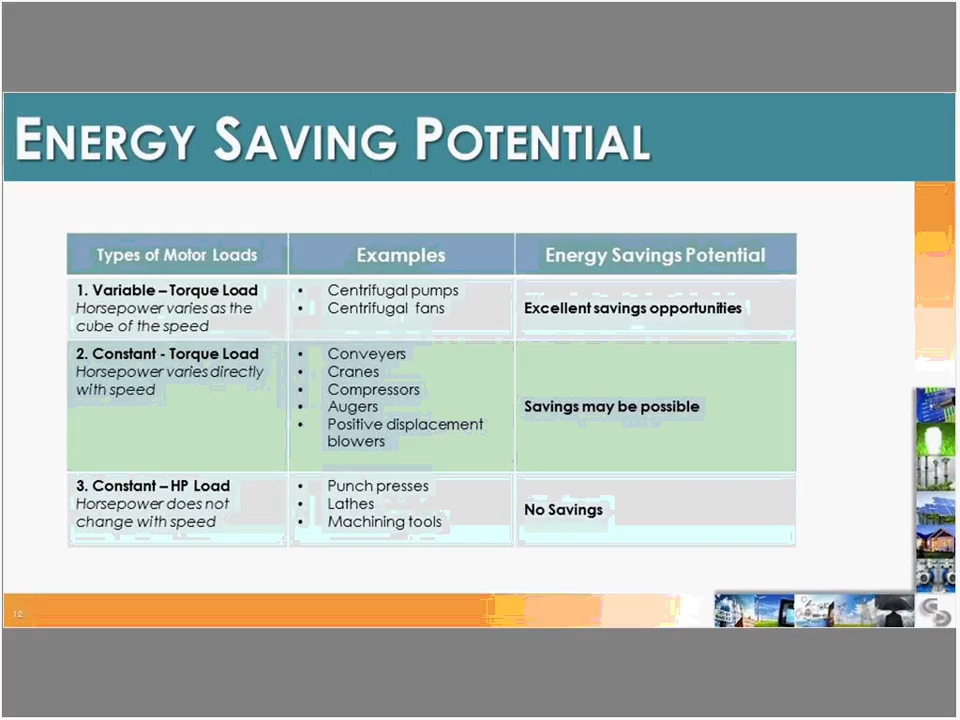 ENERGY SAVING POTENTIAL
Types of Motor Loads
Examples
Energy Savings Potential
1. Variable – Torque Load
Horsepower varies as the
cube of the speed
• Centrifugal pumps
• Centrifugal fans
Excellent savings opportunities
2. Constant - Torque Load
Horsepower varies directly
with speed
• Conveyers
• Cranes
• Compressors
• Augers
• Positive displacement
blowers
Savings may be possible
3. Constant – HP Load
Horsepower does not
change with speed
• Punch presses
• Lathes
• Machining tools
No Savings
12